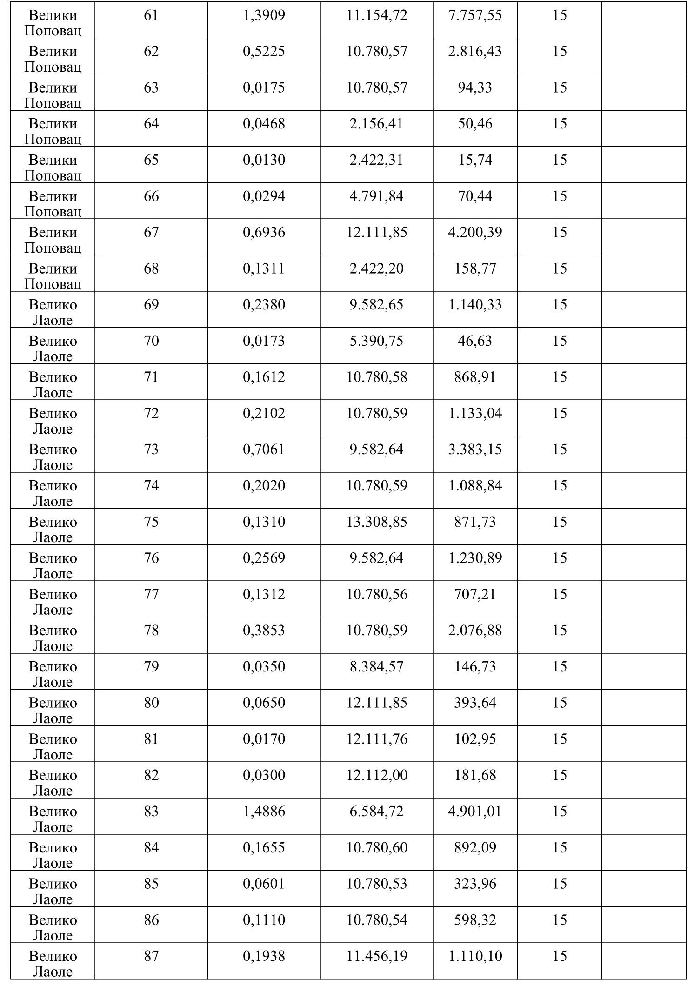 Велики 61 1,3909 11.154,72 7.757,55 15
Поповац
Велики 62 0,5225 10.780,57 2.816,43 15
Поповац
Велики 63 0,0175 10.780,57 94,33 15
Поповац
Велики 64 0,0468 2.156,41 50,46 15
Поповац
Велики 65 0,0130 2.422,31 15,74 15
Поповац
Велики 66 0,0294 4.791,84 70,44 15
Поповац
Велики 67 0,6936 12.111,85 4.200,39 15
Поповац
Велики 68 0,1311 2.422,20 158,77 15
Поповац
Велико 69 0,2380 9.582,65 1.140,33 15
Лаоле
Велико 70 0,0173 5.390,75 46,63 15
Лаоле
Велико 71 0,1612 10.780,58 868,91 15
Лаоле
Велико 72 0,2102 10.780,59 1.133,04 15
Лаоле
Велико 73 0,7061 9.582,64 3.383,15 15
Лаоле
Велико 74 0,2020 10.780,59 1.088,84 15
Лаоле
Велико 75 0,1310 13.308,85 871,73 15
Лаоле
Велико 76 0,2569 9.582,64 1.230,89 15
Лаоле
Велико 77 0,1312 10.780,56 707,21 15
Лаоле
Велико 78 0,3853 10.780,59 2.076,88 15
Лаоле
Велико 79 0,0350 8.384,57 146,73 15
Лаоле
Велико 80 0,0650 12.111,85 393,64 15
Лаоле
Велико 81 0,0170 12.111,76 102,95 15
Лаоле
Велико 82 0,0300 12.112,00 181,68 15
Лаоле
Велико 83 1,4886 6.584,72 4.901,01 15
Лаоле
Велико 84 0,1655 10.780,60 892,09 15
Лаоле
Велико 85 0,0601 10.780,53 323,96 15
Лаоле
Велико 86 0,1110 10.780,54 598,32 15
Лаоле
Велико 87 0,1938 11.456,19 1.110,10 15
Лаоле